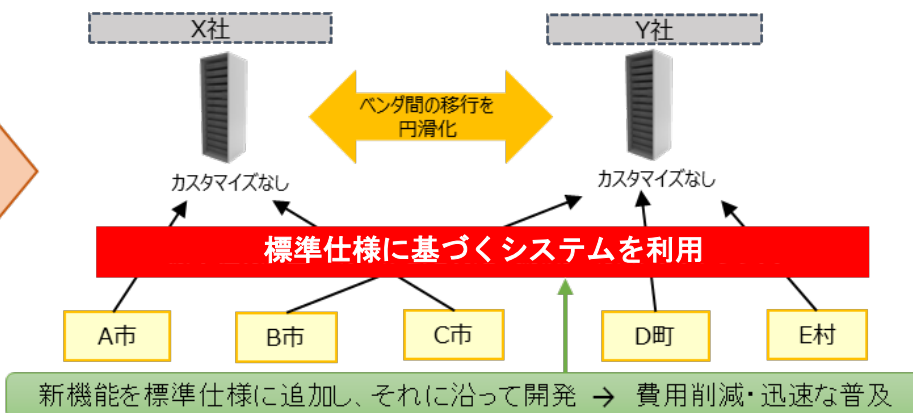 X社
Y社
ベンダ間の移行を
円滑化
カスタマイズなし
カスタマイズなし
標準仕様に基づくシステムを利用
A市
B市
C市
D町
E村
新機能を標準仕様に追加し、それに沿って開発 → 費用削減・迅速な普及